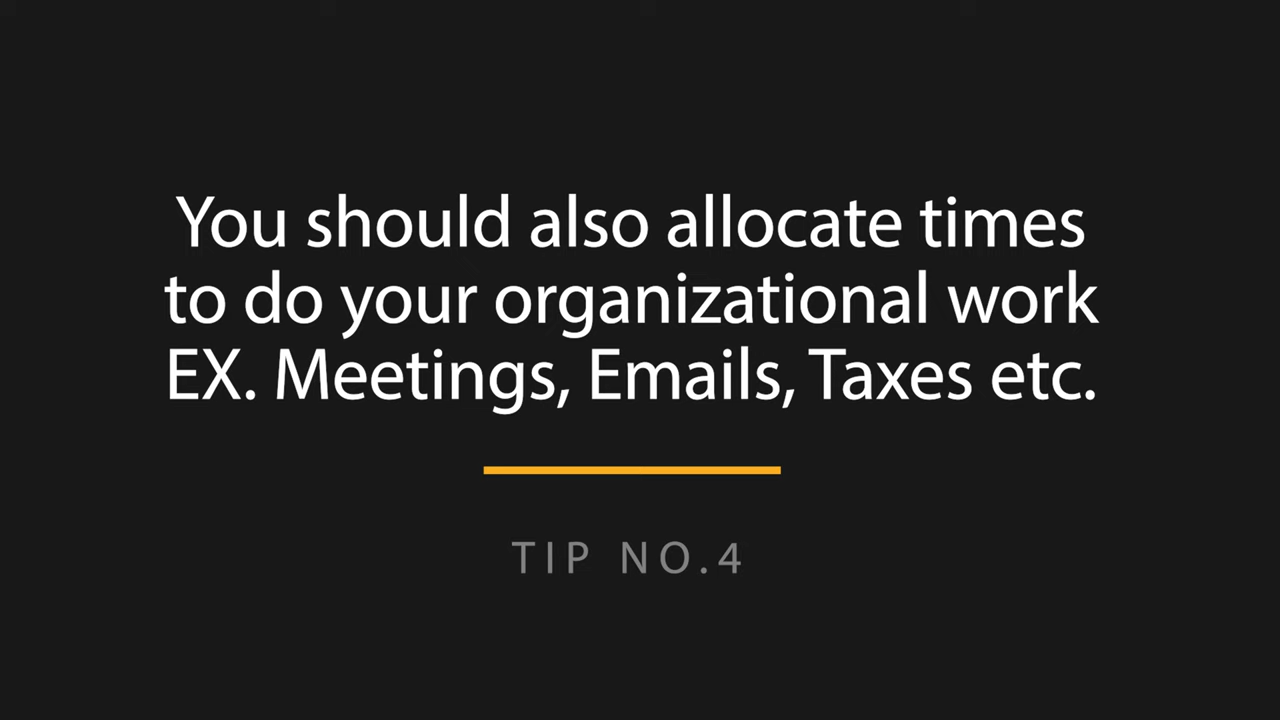 You should also allocate times
to do your organizational work
EX. Meetings, Emails, Taxes etc.
TIP NO.4